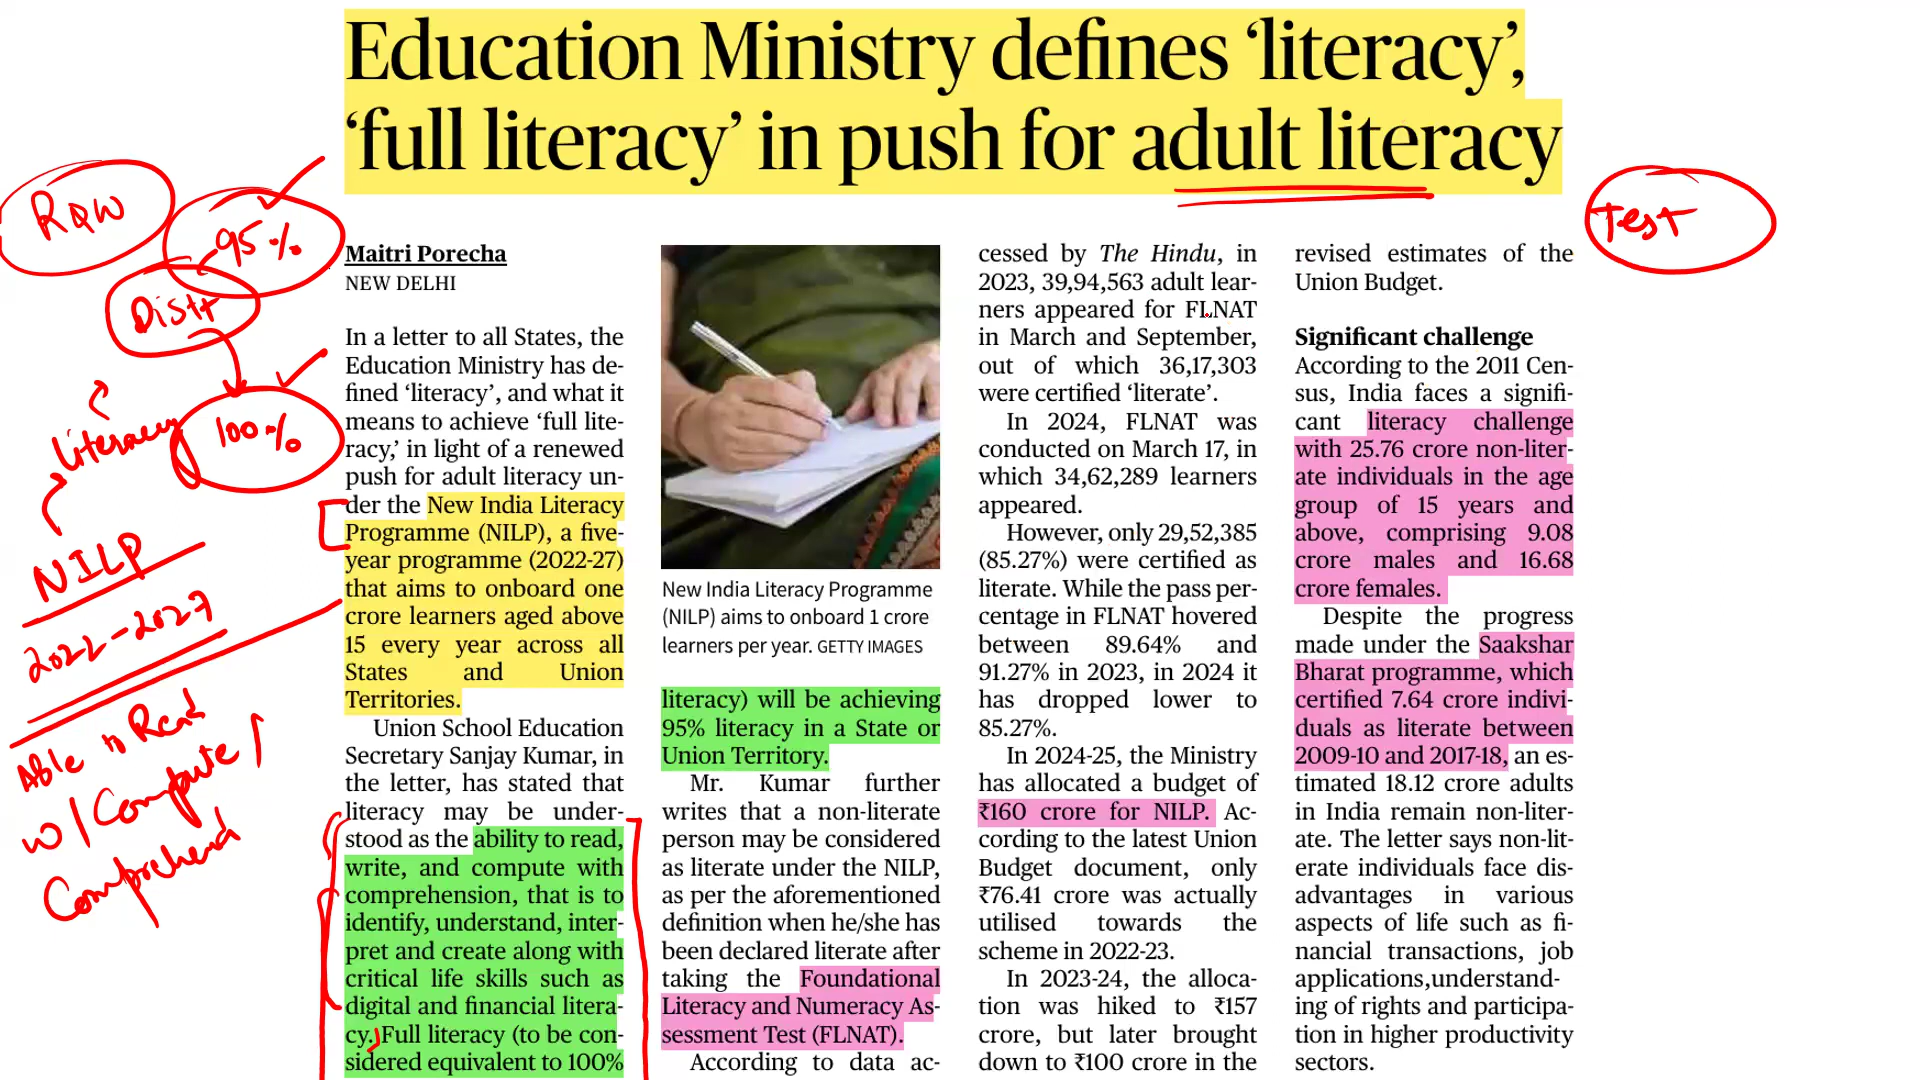 Education Ministry defines ‘literacy’,
‘full literacy’ in push for adult literacy
Maitri Porecha
NEW DELHI
In a letter to all States, the
Education Ministry has de-
fined ‘literacy’, and what it
means to achieve ‘full lite-
racy,’ in light of a renewed
push for adult literacy un-
der the New India Literacy
Programme (NILP), a five-
year programme (2022-27)
that aims to onboard one
crore learners aged above
15 every year across all
States and Union
Territories.
Union School Education
Secretary Sanjay Kumar, in
the letter, has stated that
literacy may be under-
stood as the ability to read,
write, and compute with
comprehension, that is to
identify, understand, inter-
pret and create along with
critical life skills such as
digital and financial litera-
cy. Full literacy (to be con-
sidered equivalent to 100%
New India Literacy Programme
(NILP) aims to onboard 1 crore
learners per year. GETTY IMAGES
literacy) will be achieving
95% literacy in a State or
Union Territory.
Mr. Kumar further
writes that a non-literate
person may be considered
as literate under the NILP,
as per the aforementioned
definition when he/she has
been declared literate after
taking the Foundational
Literacy and Numeracy As-
sessment Test (FLNAT).
According to data ac-
cessed by The Hindu, in
2023, 39,94,563 adult lear-
ners appeared for FLNAT
in March and September,
out of which 36,17,303
were certified ‘literate’.
In 2024, FLNAT was
conducted on March 17, in
which 34,62,289 learners
appeared.
However, only 29,52,385
(85.27%) were certified as
literate. While the pass per-
centage in FLNAT hovered
between 89.64% and
91.27% in 2023, in 2024 it
has dropped lower to
85.27%.
In 2024-25, the Ministry
has allocated a budget of
₹160 crore for NILP. Ac-
cording to the latest Union
Budget document, only
₹76.41 crore was actually
utilised towards the
scheme in 2022-23.
In 2023-24, the alloca-
tion was hiked to ₹157
crore, but later brought
down to ₹100 crore in the
revised estimates of the
Union Budget.
Significant challenge
According to the 2011 Cen-
sus, India faces a signifi-
cant literacy challenge
with 25.76 crore non-liter-
ate individuals in the age
group of 15 years and
above, comprising 9.08
crore males and 16.68
crore females.
Despite the progress
made under the Saakshar
Bharat programme, which
certified 7.64 crore indivi-
duals as literate between
2009-10 and 2017-18, an es-
timated 18.12 crore adults
in India remain non-liter-
ate. The letter says non-lit-
erate individuals face dis-
advantages in various
aspects of life such as fi-
nancial transactions, job
applications,understand-
ing of rights and participa-
tion in higher productivity
sectors.
95%
Distt
100%
literacy
NILP
2022-2027
Able to Read
w/Compute/
Comprehend
Test